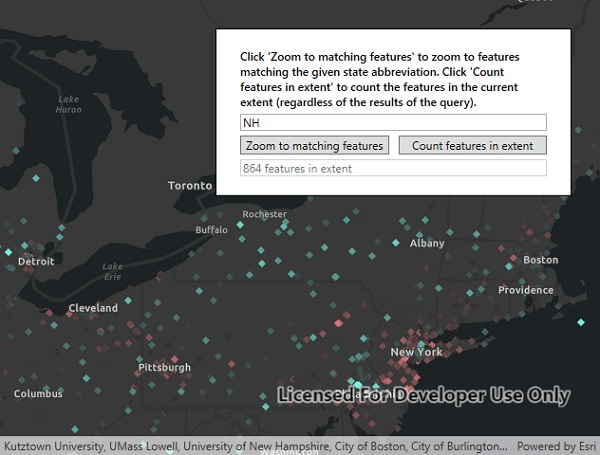 Click 'Zoom to matching features' to zoom to features
matching the given state abbreviation. Click 'Count
features in extent' to count the features in the current
extent (regardless of the results of the query).
NH
Zoom to matching features
Count features in extent
864 features in extent
Lake
Huron
Toronto
Rochester
Buffalo
Albany
Detroit
Lake
Erie
Boston
Providence
Cleveland
New York
Pittsburgh
Columbus
Licensed For Developer Use Only
Kutztown University, UMass Lowell, University of New Hampshire, City of Boston, City of Burlington...
Powered by Esri